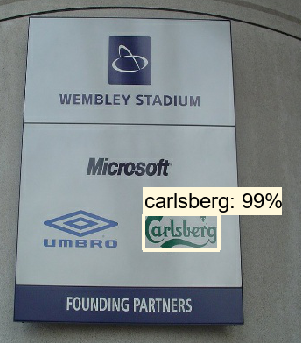 WEMBLEY STADIUM
Microsoft
carlsberg: 99%
UMBRO
Carlsberg
FOUNDING PARTNERS